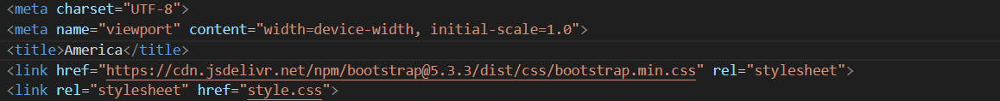 <meta charset="UTF-8">
<meta name="viewport" content="width=device-width, initial-scale=1.0">
<title>America</title>
<link href="https://cdn.jsdelivr.net/npm/bootstrap@5.3.3/dist/css/bootstrap.min.css" rel="stylesheet">
<link rel="stylesheet" href="style.css">